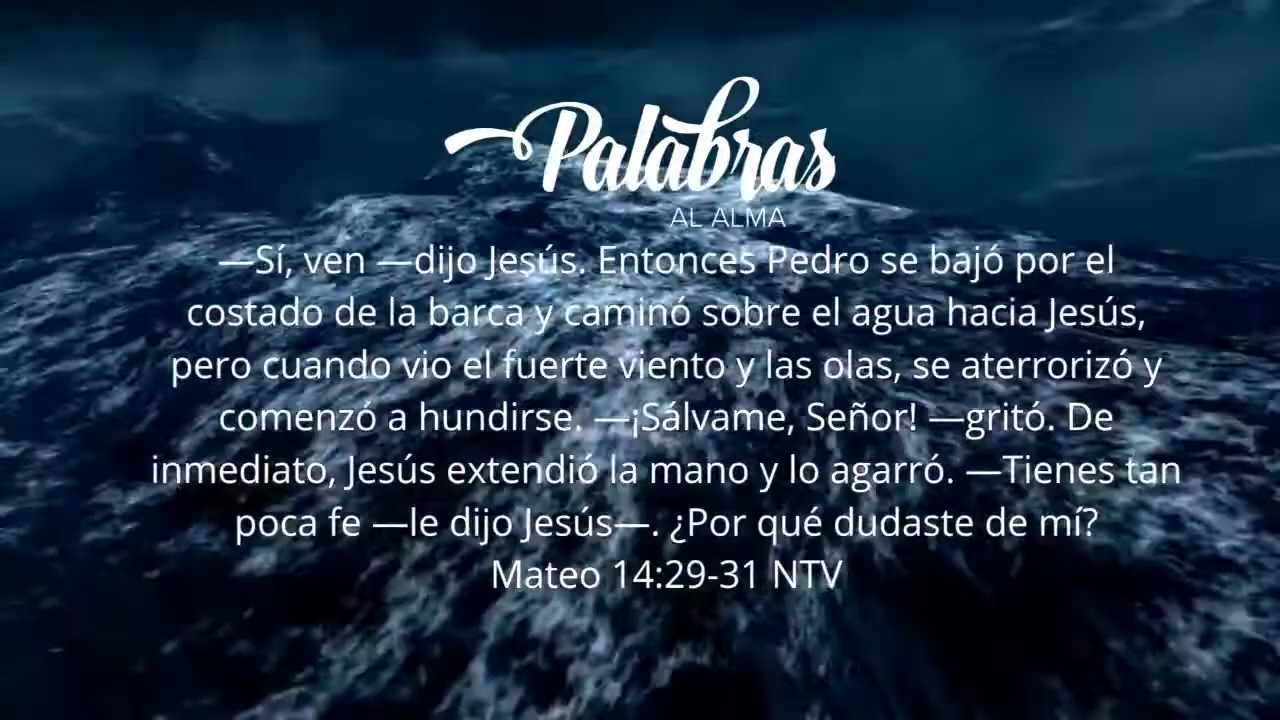 Palabras
AL ALMA
—Sí, ven —dijo Jesús. Entonces Pedro se bajó por el
costado de la barca y caminó sobre el agua hacia Jesús,
pero cuando vio el fuerte viento y las olas, se aterrorizó y
comenzó a hundirse. —¡Sálvame, Señor! —gritó. De
inmediato, Jesús extendió la mano y lo agarró. —Tienes tan
poca fe —le dijo Jesús—. ¿Por qué dudaste de mí?
Mateo 14:29-31 NTV